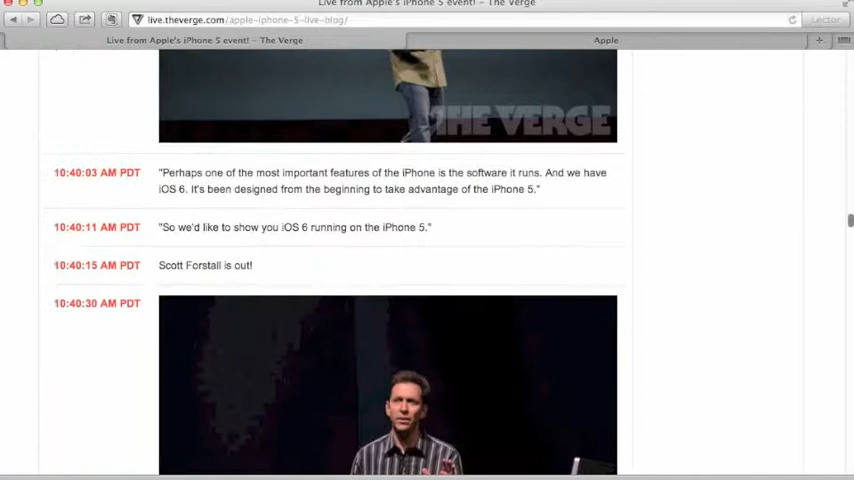 Live from Apple's iPhone 5 event! – The Verge
live.theverge.com/apple-iphone-5-live-blog/
Lector
Live from Apple's iPhone 5 event! – The Verge
Apple
THE VERGE
10:40:03 AM PDT
"Perhaps one of the most important features of the iPhone is the software it runs. And we have
iOS 6. It's been designed from the beginning to take advantage of the iPhone 5."
10:40:11 AM PDT
"So we'd like to show you iOS 6 running on the iPhone 5."
10:40:15 AM PDT
Scott Forstall is out!
10:40:30 AM PDT